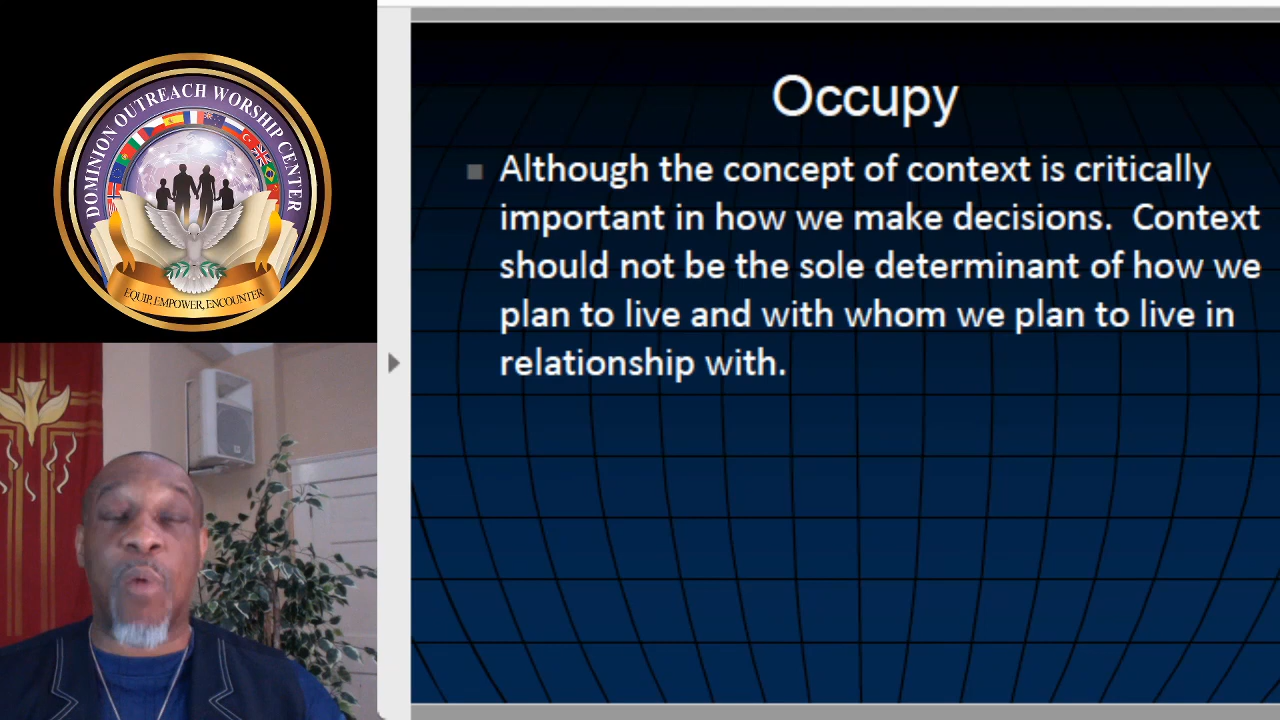 DOMINION OUTREACH WORSHIP CENTER
EQUIP, EMPOWER, ENCOUNTER
Occupy
Although the concept of context is critically
important in how we make decisions.  Context
should not be the sole determinant of how we
plan to live and with whom we plan to live in
relationship with.